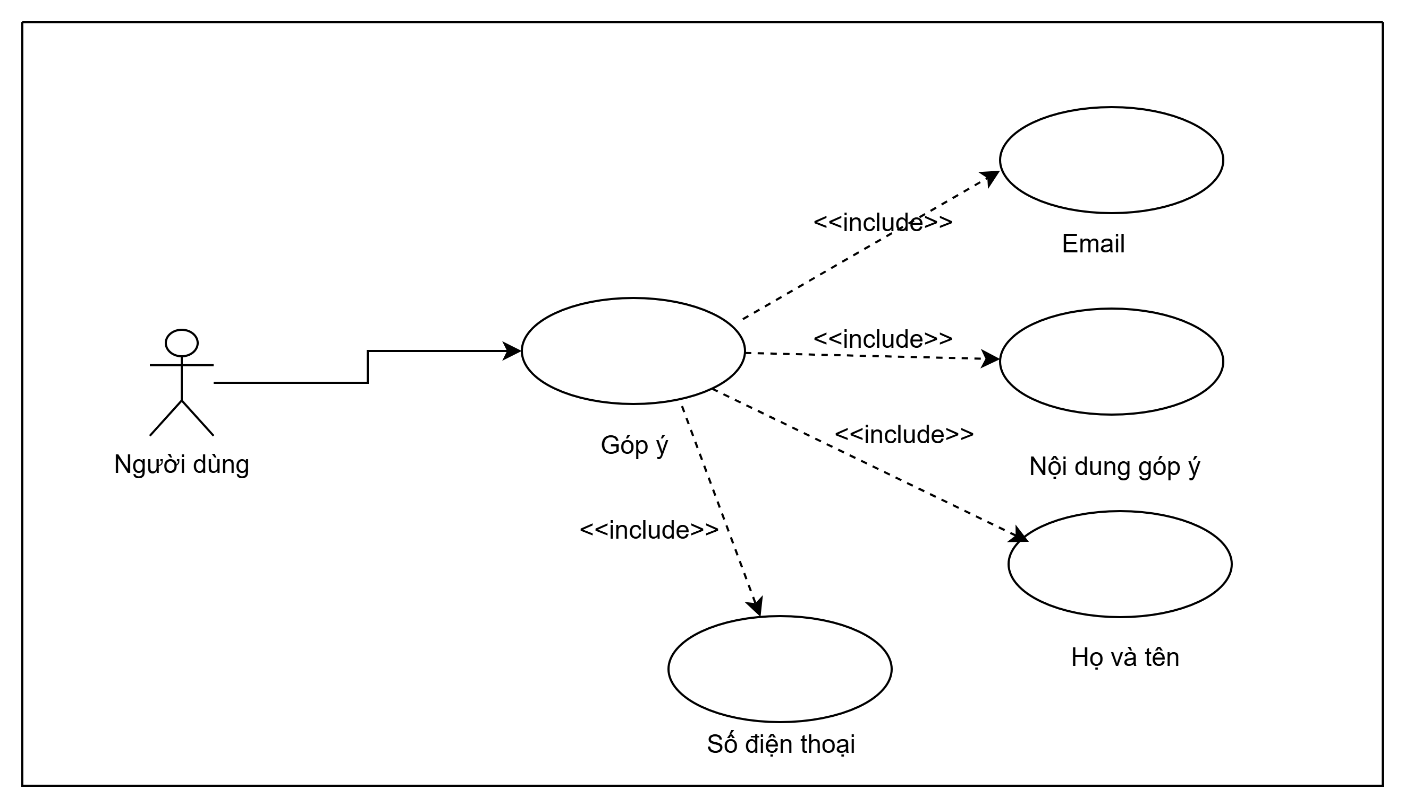 <<include>>
Email
<<include>>
Góp ý
<<include>>
Người dùng
Nội dung góp ý
<<include>>
Họ và tên
Số điện thoại